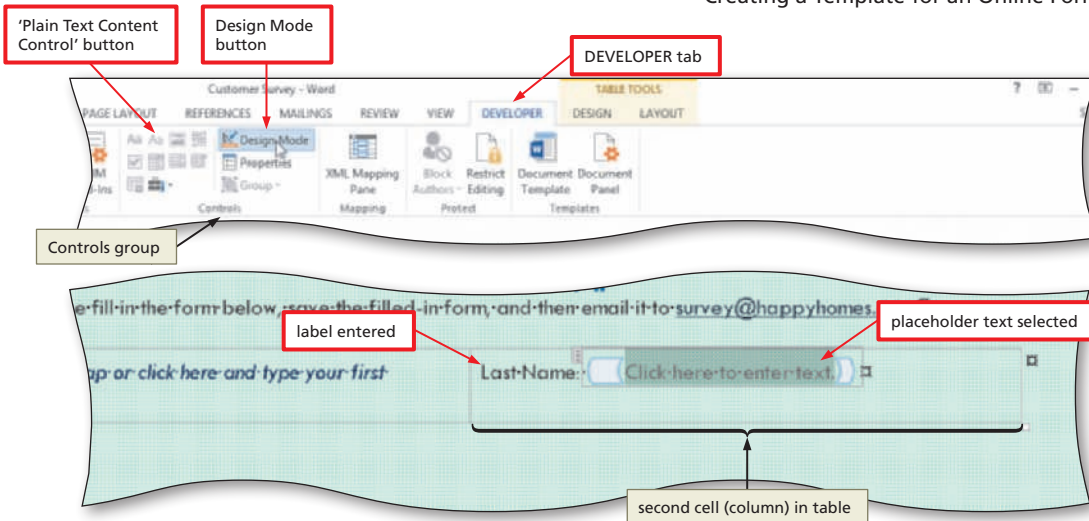 Creating a Template for an Online Form
'Plain Text Content
Control' button
Design Mode
button
DEVELOPER tab
Customer Survey - Word
TABLE TOOLS
?
PAGE LAYOUT REFERENCES MAILINGS REVIEW VIEW DEVELOPER DESIGN LAYOUT
Aa Aa
Design Mode
Properties
Group
XML Mapping
Pane
Block
Authors
Restrict
Editing
Document
Template
Document
Panel
Controls Mapping Protect Templates
Controls group
e·fill·in·the·form·below,·save·the·filled-in·form,·and·then·email·it·to·survey@happyhomes.
label entered
placeholder text selected
ap·or·click·here·and·type·your·first·
Last·Name:·Click·here·to·enter·text.
second cell (column) in table